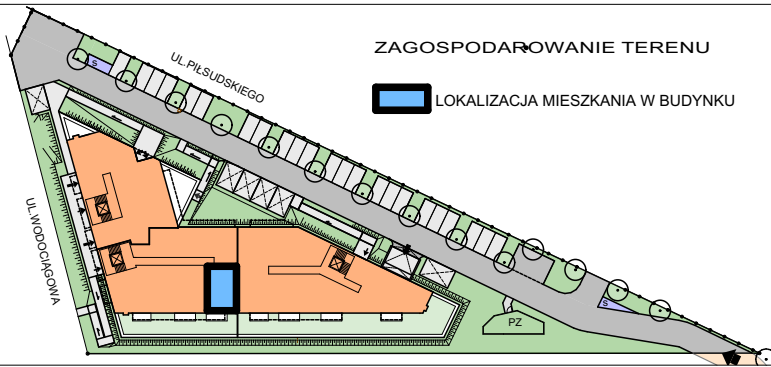 ZAGOSPODAROWANIE TERENU
LOKALIZACJA MIESZKANIA W BUDYNKU
UL.PIŁSUDSKIEGO
UL.WODOCIĄGOWA
S
S
PZ